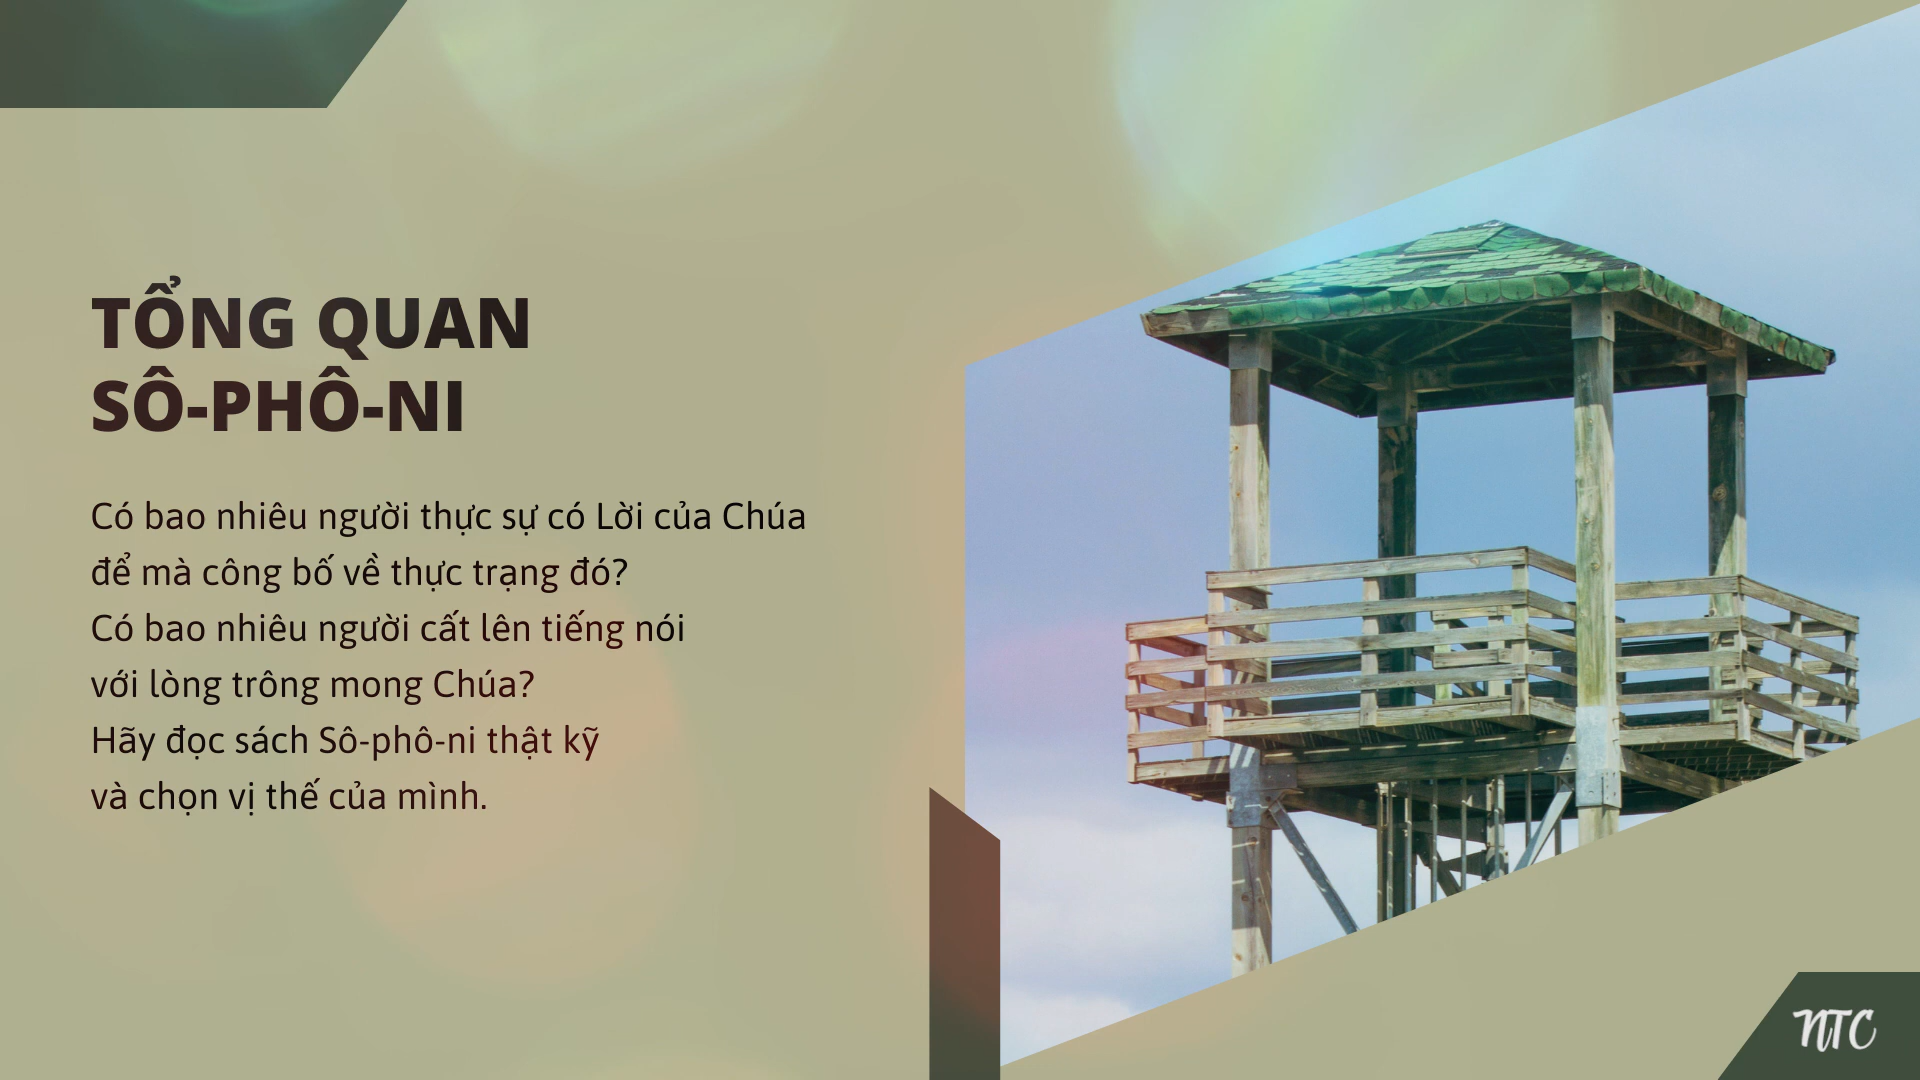 TỔNG QUAN
SÔ-PHÔ-NI
Có bao nhiêu người thực sự có Lời của Chúa
để mà công bố về thực trạng đó?
Có bao nhiêu người cất lên tiếng nói
với lòng trông mong Chúa?
Hãy đọc sách Sô-phô-ni thật kỹ
và chọn vị thế của mình.
NTC